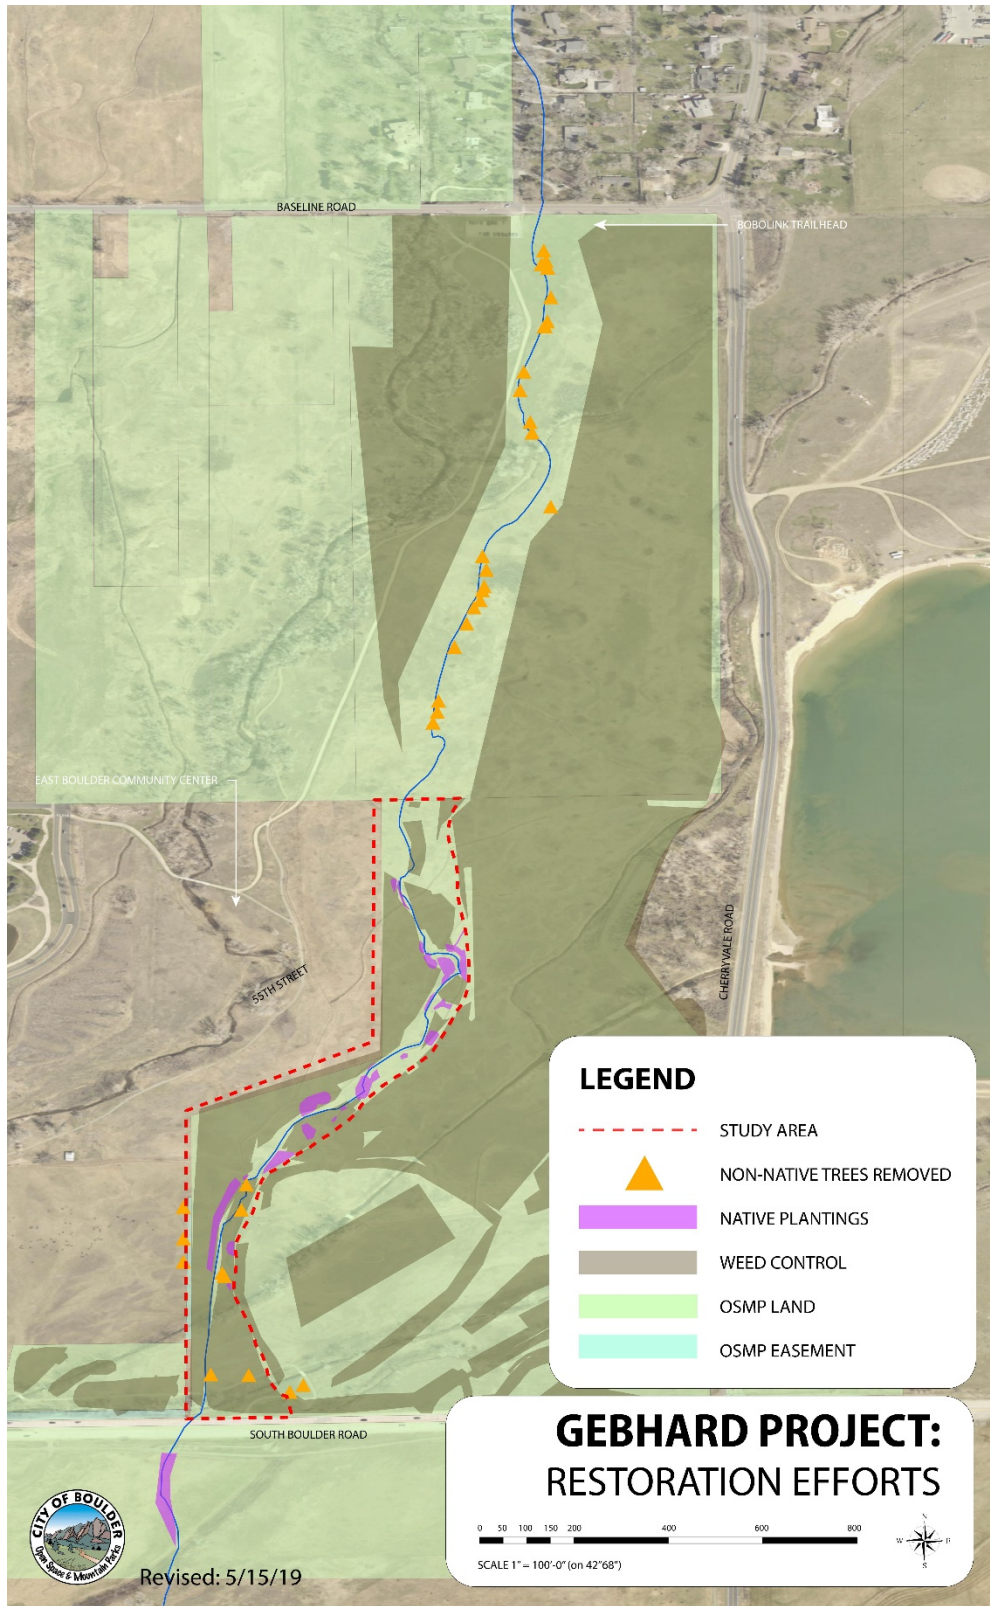 BASELINE ROAD
BOBOLINK TRAILHEAD
EAST BOULDER COMMUNITY CENTER
55TH STREET
CHERRYVALE ROAD
LEGEND
STUDY AREA
NON-NATIVE TREES REMOVED
NATIVE PLANTINGS
WEED CONTROL
OSMP LAND
OSMP EASEMENT
SOUTH BOULDER ROAD
GEBHARD PROJECT:
RESTORATION EFFORTS
0 50 100 150 200 400 600 800
SCALE 1" = 100'-0" (on 42"68")
N
W E
S
CITY OF BOULDER
Open Space & Mountain Parks
Revised: 5/15/19